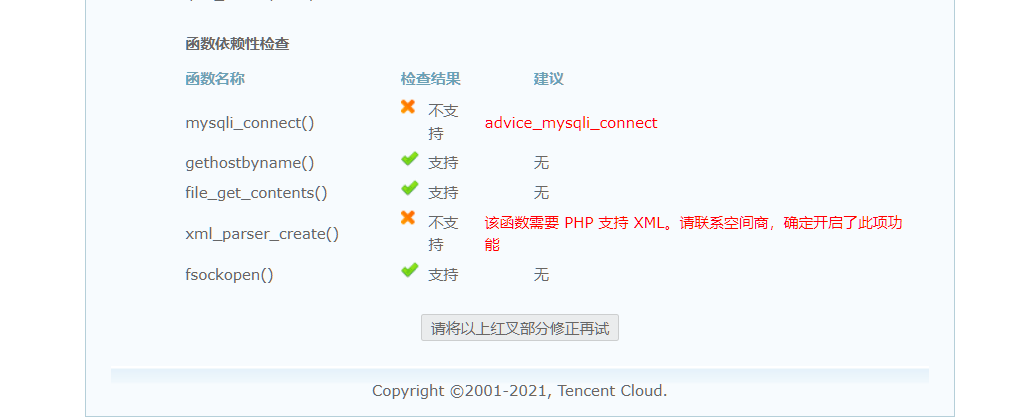 函数依赖性检查
函数名称 检查结果 建议
mysqli_connect() 不支持 advice_mysqli_connect
gethostbyname() 支持 无
file_get_contents() 支持 无
xml_parser_create() 不支持 该函数需要 PHP 支持 XML。请联系空间商，确定开启了此项功能
fsockopen() 支持 无
请将以上红叉部分修正再试
Copyright ©2001-2021, Tencent Cloud.